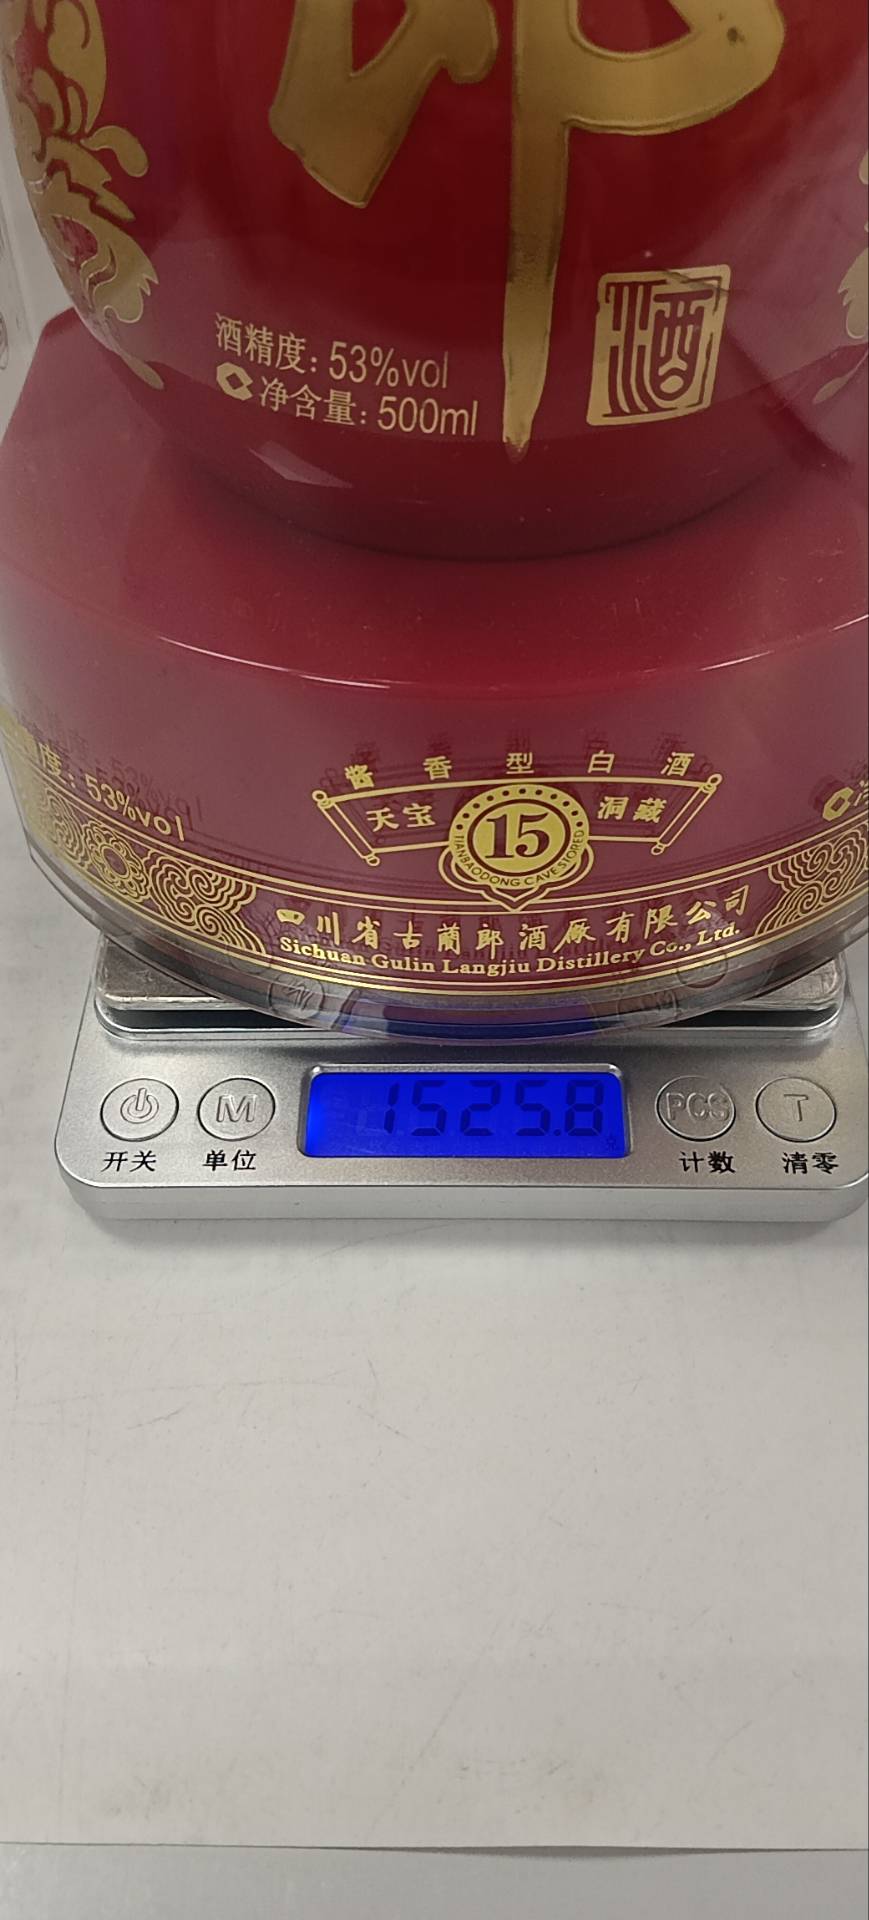 郎
酒
酒精度：53%vol
净含量：500ml
酱香型白酒
天宝 15 洞藏
TIANBAODONG CAVE STORED
度：53%vol
四川省古蔺郎酒厂有限公司
Sichuan Gulin Langjiu Distillery Co., Ltd.
1525.8
M PCS T
开关 单位 计数 清零